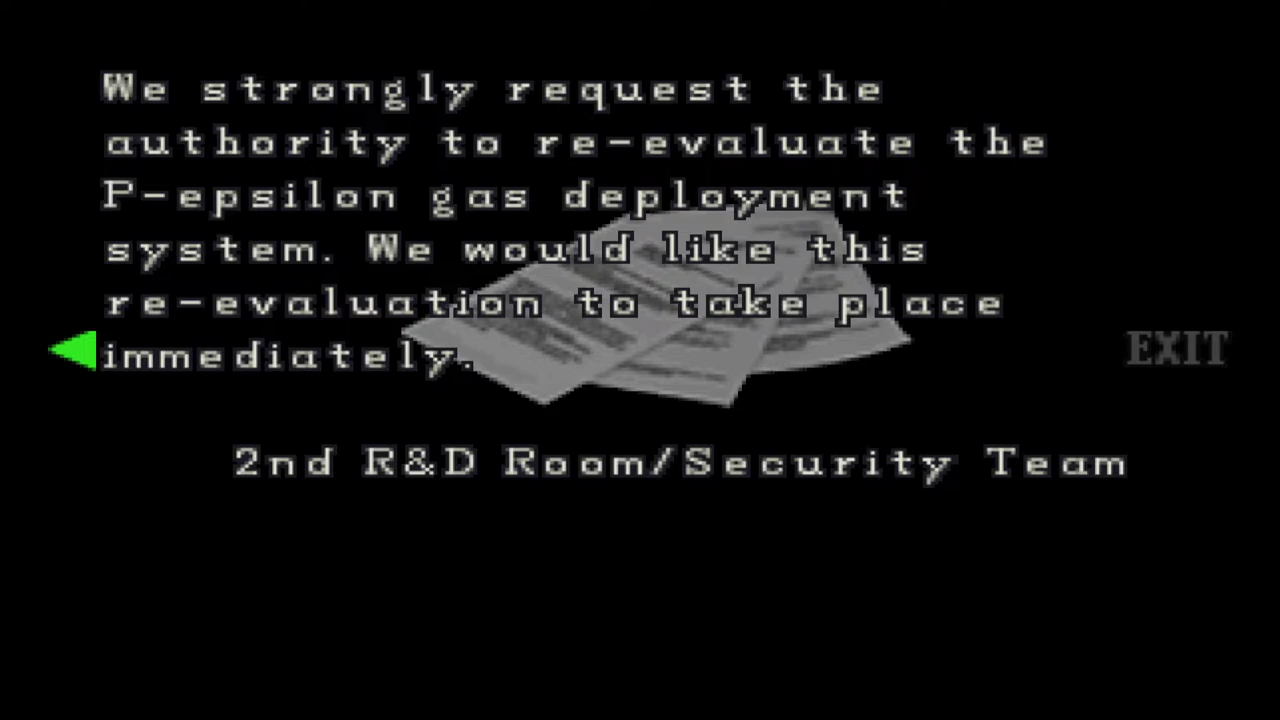 We strongly request the
authority to re-evaluate the
P-epsilon gas deployment
system. We would like this
re-evaluation to take place
immediately.
EXIT
2nd R&D Room/Security Team